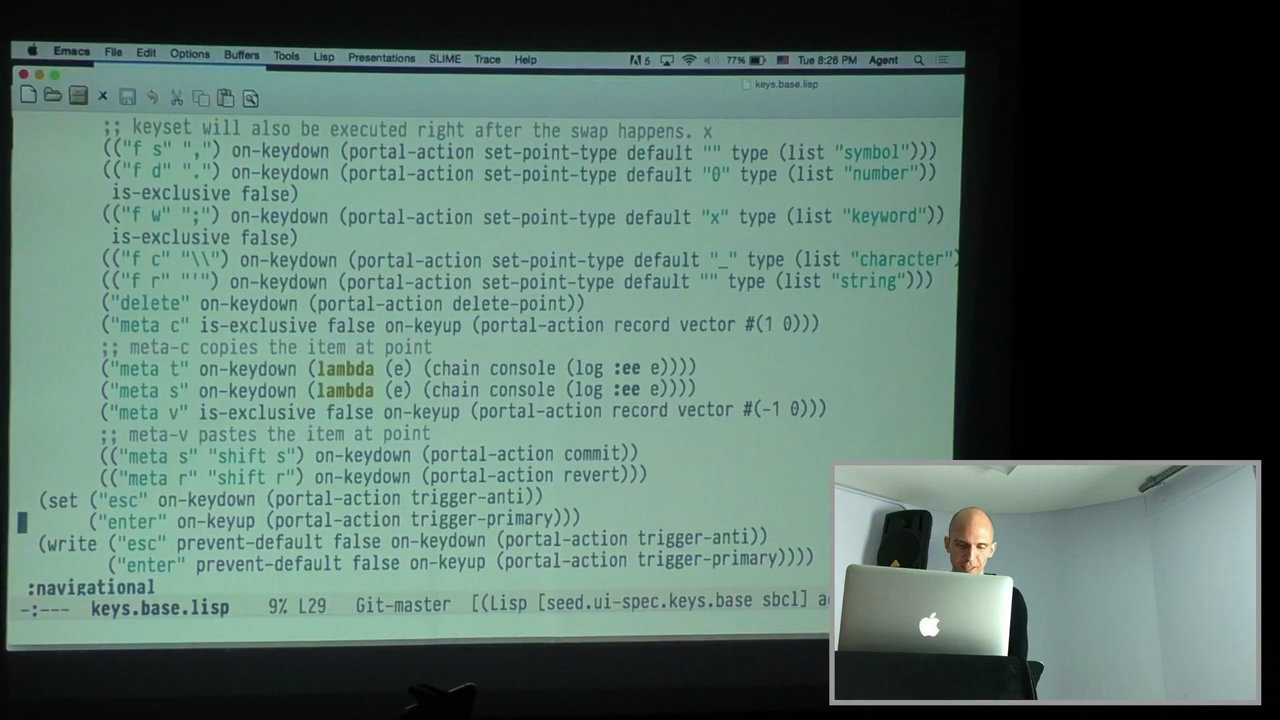 Emacs File Edit Options Buffers Tools Lisp Presentations SLIME Trace Help 5 77% Tue 8:26 PM Agent
keys.base.lisp
;; keyset will also be executed right after the swap happens. x
(("f s" ",") on-keydown (portal-action set-point-type default "" type (list "symbol")))
(("f d" ".") on-keydown (portal-action set-point-type default "0" type (list "number"))
is-exclusive false)
(("f w" ";") on-keydown (portal-action set-point-type default "x" type (list "keyword"))
is-exclusive false)
(("f c" "\\") on-keydown (portal-action set-point-type default "_" type (list "character")
(("f r" "'") on-keydown (portal-action set-point-type default "" type (list "string")))
("delete" on-keydown (portal-action delete-point))
("meta c" is-exclusive false on-keyup (portal-action record vector #(1 0)))
;; meta-c copies the item at point
("meta t" on-keydown (lambda (e) (chain console (log :ee e))))
("meta s" on-keydown (lambda (e) (chain console (log :ee e))))
("meta v" is-exclusive false on-keyup (portal-action record vector #(-1 0)))
;; meta-v pastes the item at point
(("meta s" "shift s") on-keydown (portal-action commit))
(("meta r" "shift r") on-keydown (portal-action revert)))
(set ("esc" on-keydown (portal-action trigger-anti))
("enter" on-keyup (portal-action trigger-primary)))
(write ("esc" prevent-default false on-keydown (portal-action trigger-anti))
("enter" prevent-default false on-keyup (portal-action trigger-primary))))
:navigational
-:--- keys.base.lisp 9% L29 Git-master [(Lisp [seed.ui-spec.keys.base sbcl]